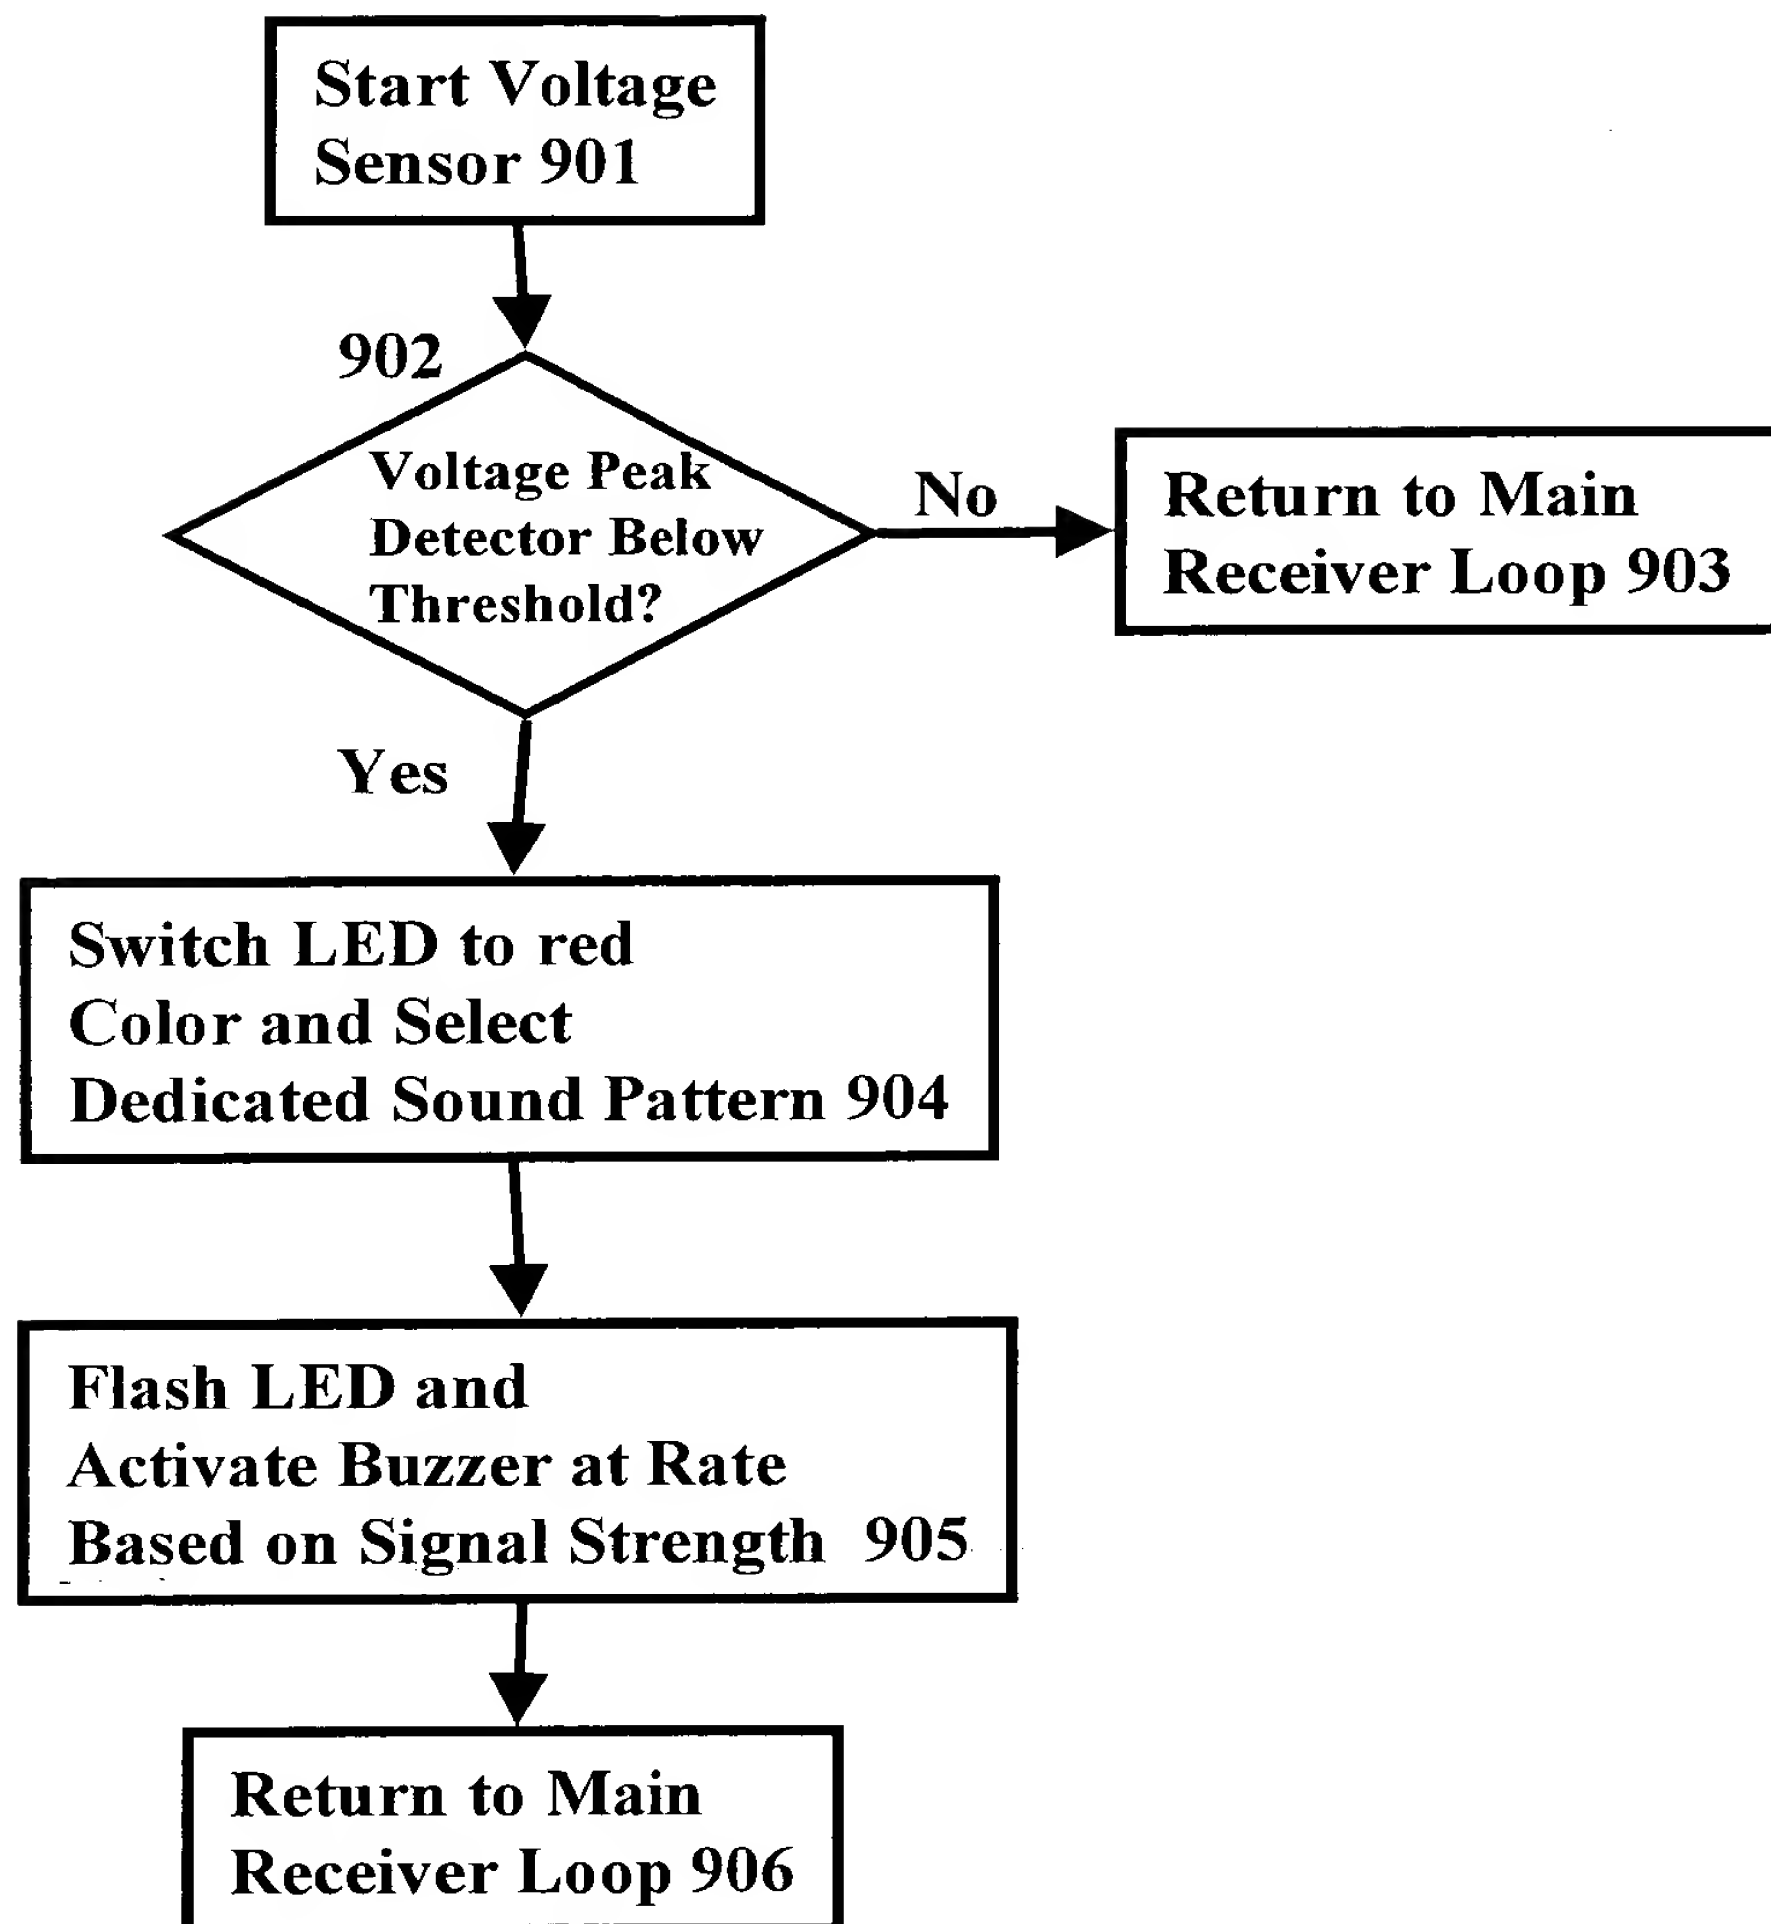 Start Voltage
Sensor 901
902
Voltage Peak
Detector Below
Threshold?
No
Return to Main
Receiver Loop 903
Yes
Switch LED to red
Color and Select
Dedicated Sound Pattern 904
Flash LED and
Activate Buzzer at Rate
Based on Signal Strength 905
Return to Main
Receiver Loop 906